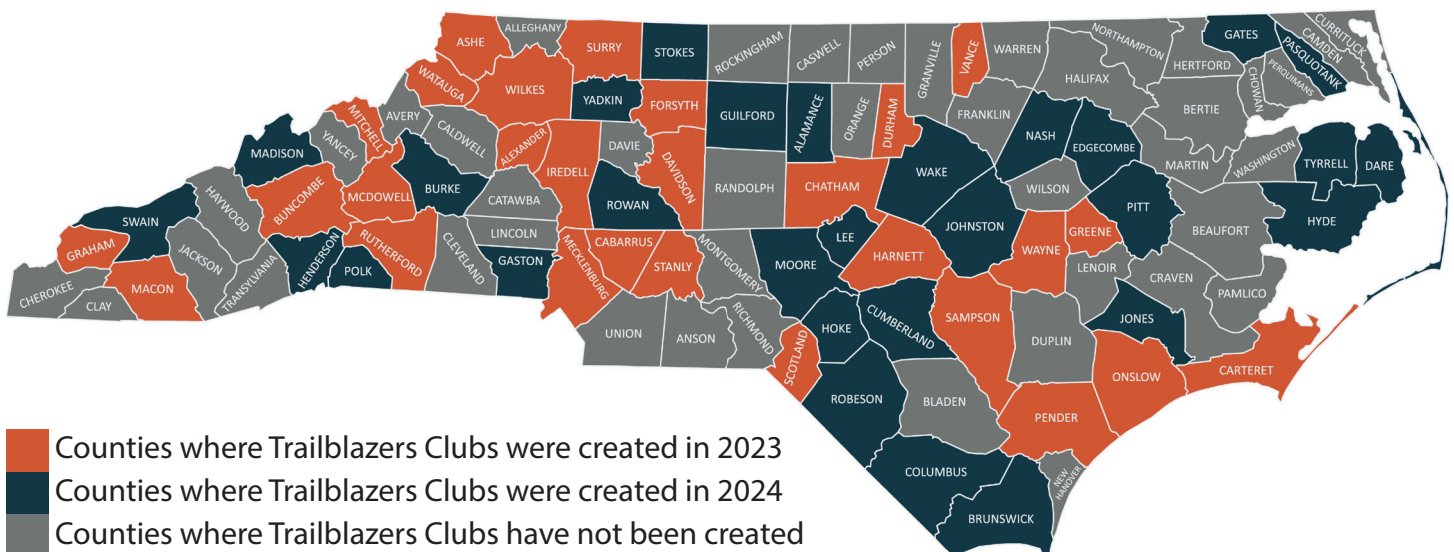 ALLEGHANY
ASHE
SURRY
STOKES
ROCKINGHAM
CASWELL
PERSON
GRANVILLE
VANCE
WARREN
NORTHAMPTON
GATES
CURRITUCK
CAMDEN
PASQUOTANK
HERTFORD
HALIFAX
CHOWAN
PERQUIMANS
WATAUGA
WILKES
YADKIN
FORSYTH
GUILFORD
ALAMANCE
ORANGE
DURHAM
FRANKLIN
BERTIE
MITCHELL
AVERY
CALDWELL
ALEXANDER
IREDELL
DAVIE
DAVIDSON
NASH
EDGECOMBE
MARTIN
WASHINGTON
TYRRELL
DARE
MADISON
YANCEY
MCDOWELL
BURKE
CATAWBA
ROWAN
RANDOLPH
CHATHAM
WAKE
WILSON
PITT
HYDE
SWAIN
HAYWOOD
BUNCOMBE
RUTHERFORD
LINCOLN
JOHNSTON
GREENE
BEAUFORT
GRAHAM
JACKSON
HENDERSON
POLK
CLEVELAND
GASTON
MECKLENBURG
CABARRUS
STANLY
MONTGOMERY
MOORE
LEE
HARNETT
WAYNE
LENOIR
CRAVEN
PAMLICO
CHEROKEE
CLAY
MACON
TRANSYLVANIA
UNION
ANSON
RICHMOND
SCOTLAND
HOKE
CUMBERLAND
SAMPSON
DUPLIN
JONES
ONSLOW
CARTERET
ROBESON
BLADEN
PENDER
COLUMBUS
NEW
HANOVER
BRUNSWICK
Counties where Trailblazers Clubs were created in 2023
Counties where Trailblazers Clubs were created in 2024
Counties where Trailblazers Clubs have not been created